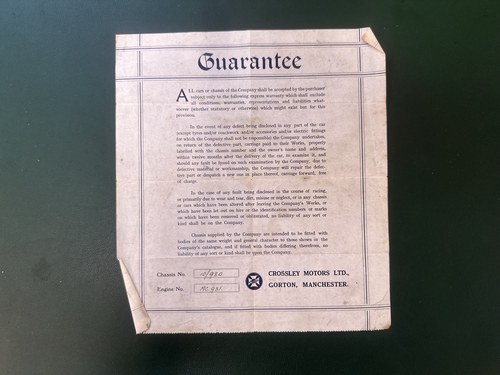 Guarantee
ALL cars or chassis of the Company shall be accepted by the purchaser
subject only to the following express warranty which shall exclude
all conditions, warranties, representations and liabilities what-
soever (whether statutory or otherwise) which might exist but for this
provision.
In the event of any defect being disclosed in any part of the car
(except tyres and/or coachwork and/or accessories and/or electric fittings
for which the Company shall not be responsible) the Company undertakes,
on return of the defective part, carriage paid to their Works, properly
labelled with the chassis number and the owner's name and address,
within twelve months after the delivery of the car, to examine it, and
should any fault be found on such examination by the Company, due to
defective material or workmanship, the Company will repair the defec-
tive part or despatch a new one in place thereof, carriage forward, free
of charge.
In the case of any fault being disclosed in the course of racing,
or primarily due to wear and tear, dirt, misuse or neglect, or in any chassis
or cars which have been altered after leaving the Company's Works, or
which have been let out on hire or the identification numbers or marks
on which have been removed or obliterated, no liability of any sort or
kind shall be on the Company.
Chassis supplied by the Company are intended to be fitted with
bodies of the same weight and general character to those shown in the
Company's catalogue, and if fitted with bodies differing therefrom, no
liability of any sort or kind shall be upon the Company.
Chassis No.
Engine No.
CROSSLEY MOTORS LTD.,
GORTON, MANCHESTER.